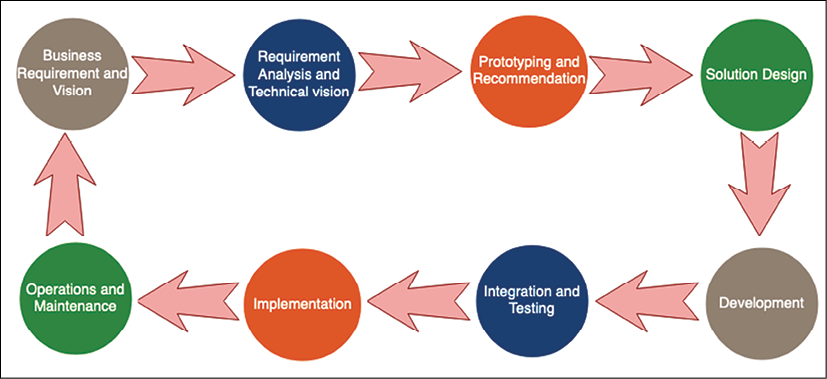 Business
Requirement and
Vision
Requirement
Analysis and
Technical vision
Prototyping and
Recommendation
Solution Design
Development
Integration and
Testing
Implementation
Operations and
Maintenance